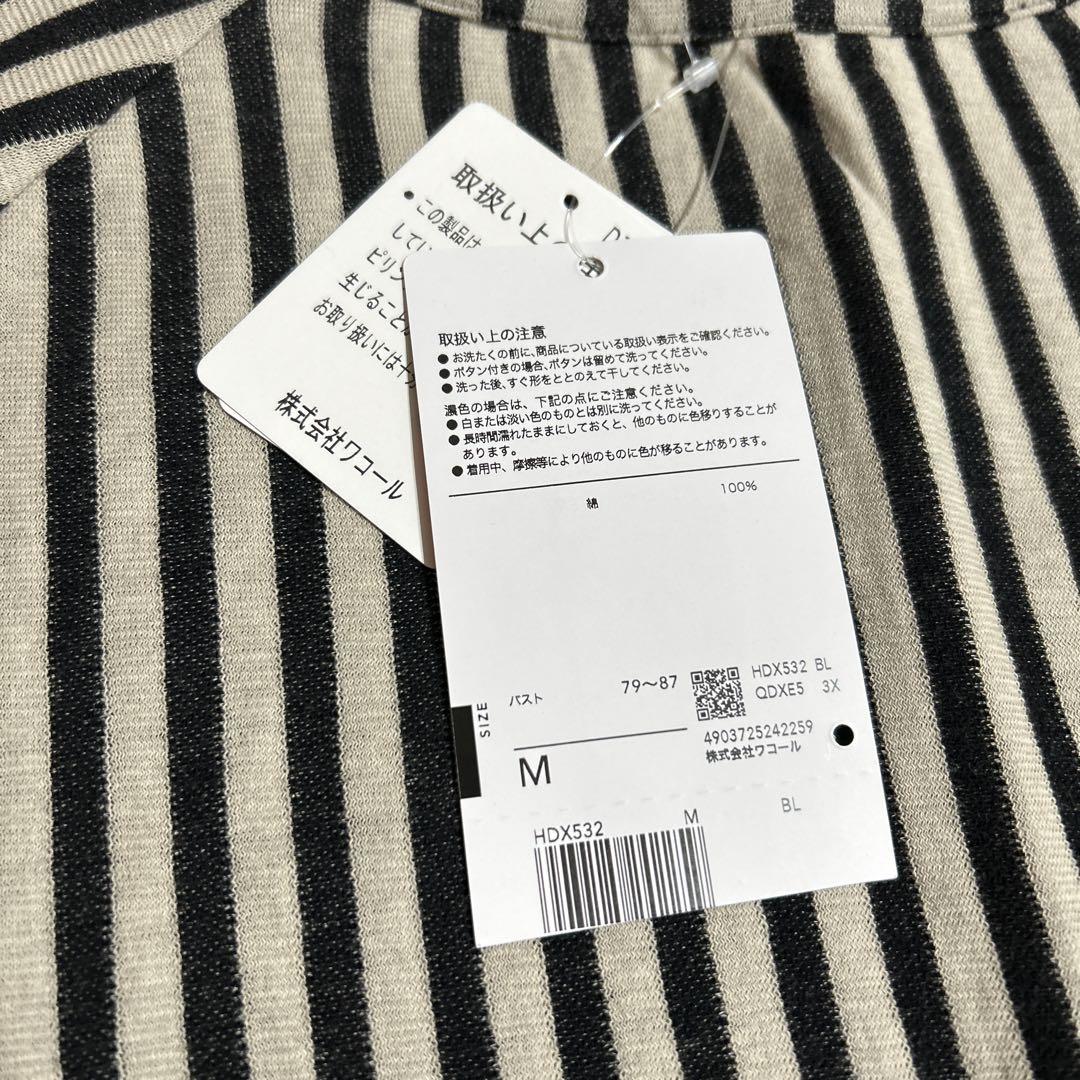 取扱い上の
この製品は
してい
ピリン
生じることが
お取り扱いには十分
株式会社ワコール
取扱い上の注意
●お洗たくの前に、商品についている取扱い表示をご確認ください。
●ボタン付きの場合、ボタンは留めて洗ってください。
●洗った後、すぐ形をととのえて干してください。
濃色の場合は、下記の点にご注意ください。
●白または淡い色のものとは別に洗ってください。
●長時間濡れたままにしておくと、他のものに色移りすることが
あります。
●着用中、摩擦等により他のものに色が移ることがあります。
綿 100%
SIZE
バスト 79〜87
M
HDX532 BL
QDXE5 3X
4903725242259
株式会社ワコール
HDX532 M BL